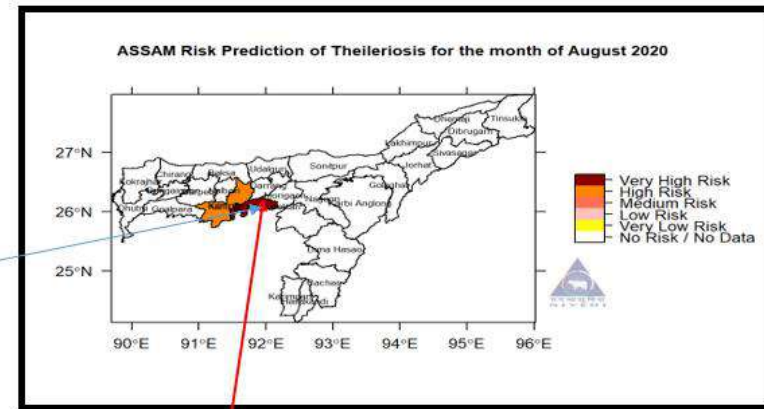 ASSAM Risk Prediction of Theileriosis for the month of August 2020
27°N
26°N
25°N
90°E 91°E 92°E 93°E 94°E 95°E 96°E
Dhemaji
Tinsukia
Dibrugarh
Lakhimpur
Sivasagar
Jorhat
Sonitpur
Udalguri
Chirang
Baksa
Kokrajhar
Darrang
Golaghat
Nagaon
Karbi Anglong
Dhubri
Goalpara
Dima Hasao
Cachar
Very High Risk
High Risk
Medium Risk
Low Risk
Very Low Risk
No Risk / No Data
NIVEDI